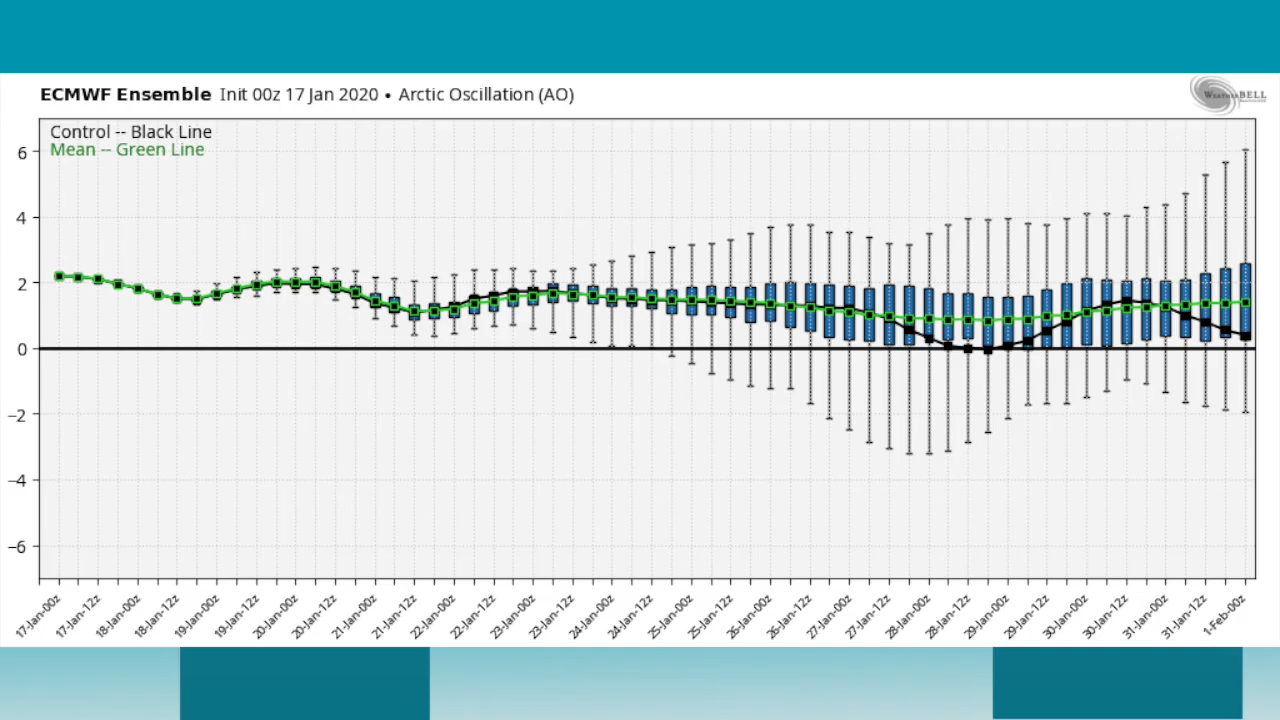 ECMWF Ensemble Init 00z 17 Jan 2020 • Arctic Oscillation (AO)
WeatherBELL
Control -- Black Line
Mean -- Green Line
6
4
2
0
−2
−4
−6
17-Jan-00z
17-Jan-12z
18-Jan-00z
18-Jan-12z
19-Jan-00z
19-Jan-12z
20-Jan-00z
20-Jan-12z
21-Jan-00z
21-Jan-12z
22-Jan-00z
22-Jan-12z
23-Jan-00z
23-Jan-12z
24-Jan-00z
24-Jan-12z
25-Jan-00z
25-Jan-12z
26-Jan-00z
26-Jan-12z
27-Jan-00z
27-Jan-12z
28-Jan-00z
28-Jan-12z
29-Jan-00z
29-Jan-12z
30-Jan-00z
30-Jan-12z
31-Jan-00z
31-Jan-12z
1-Feb-00z